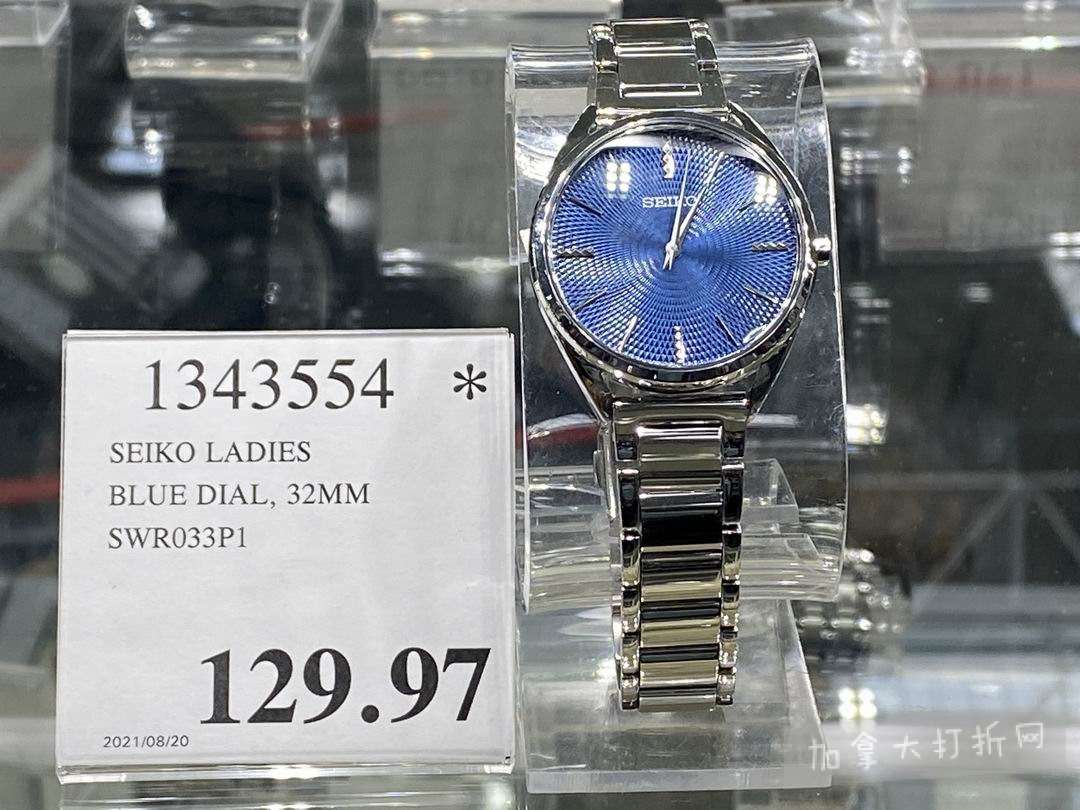 1343554 *
SEIKO LADIES
BLUE DIAL, 32MM
SWR033P1
129.97
2021/08/20
SEIKO
加拿大打折网